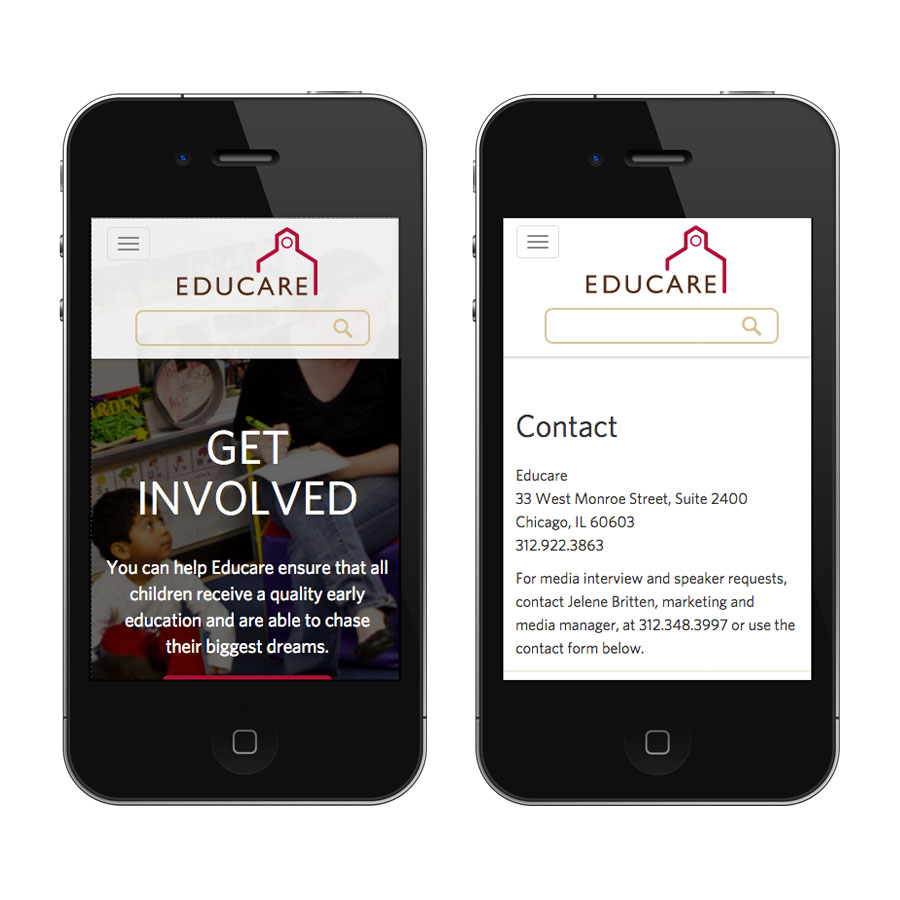 EDUCARE
GARDEN
GET
INVOLVED
You can help Educare ensure that all
children receive a quality early
education and are able to chase
their biggest dreams.
EDUCARE
Contact
Educare
33 West Monroe Street, Suite 2400
Chicago, IL 60603
312.922.3863
For media interview and speaker requests,
contact Jelene Britten, marketing and
media manager, at 312.348.3997 or use the
contact form below.